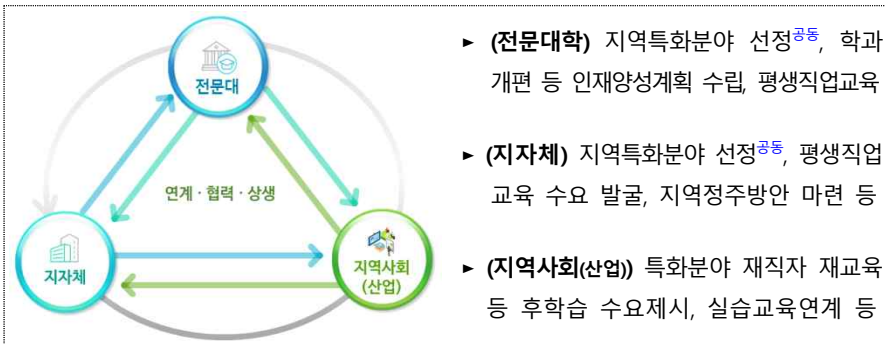 전문대
연계 · 협력 · 상생
지자체
지역사회
(산업)
► (전문대학) 지역특화분야 선정공동, 학과
개편 등 인재양성계획 수립, 평생직업교육
► (지자체) 지역특화분야 선정공동, 평생직업
교육 수요 발굴, 지역정주방안 마련 등
► (지역사회(산업)) 특화분야 재직자 재교육
등 후학습 수요제시, 실습교육연계 등